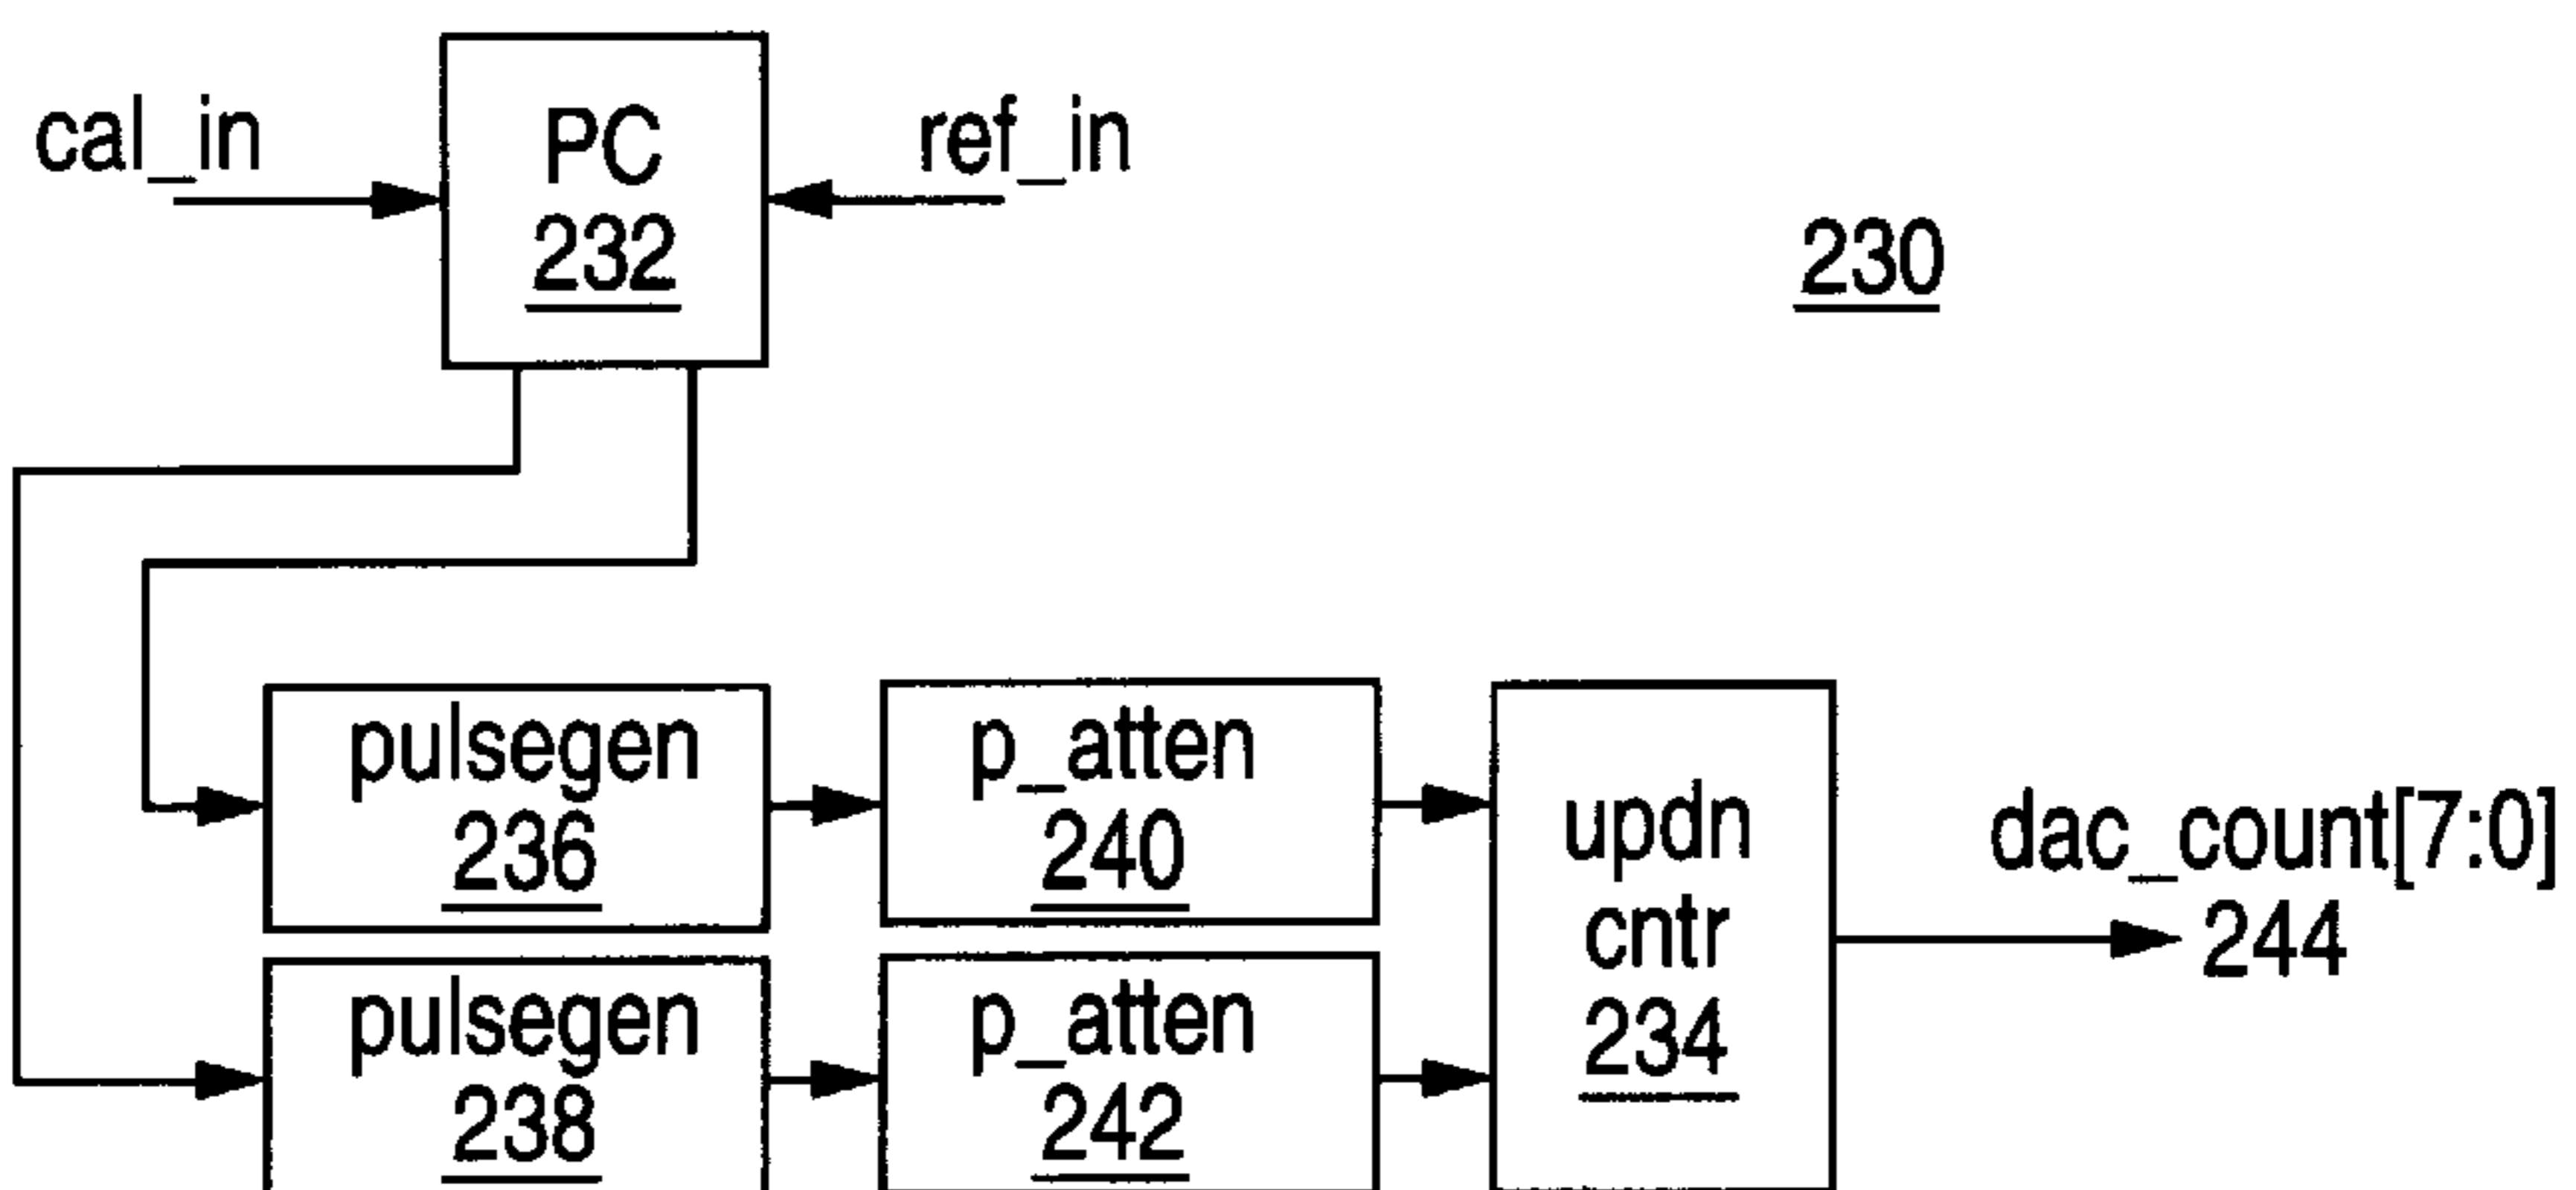 cal_in
PC
232
ref_in
230
pulsegen
236
p_atten
240
pulsegen
238
p_atten
242
updn
cntr
234
dac_count[7:0]
244